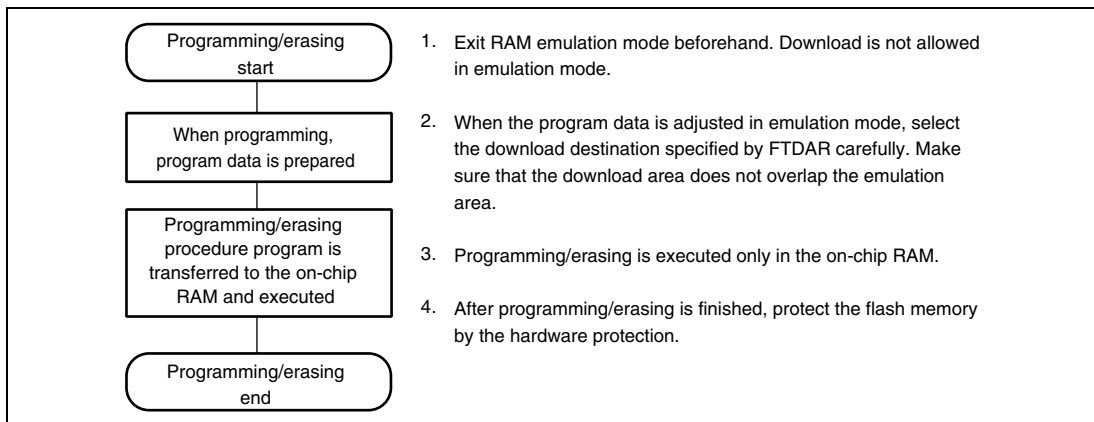 Programming/erasing
start
When programming,
program data is prepared
Programming/erasing
procedure program is
transferred to the on-chip
RAM and executed
Programming/erasing
end
1. Exit RAM emulation mode beforehand. Download is not allowed
in emulation mode.
2. When the program data is adjusted in emulation mode, select
the download destination specified by FTDAR carefully. Make
sure that the download area does not overlap the emulation
area.
3. Programming/erasing is executed only in the on-chip RAM.
4. After programming/erasing is finished, protect the flash memory
by the hardware protection.